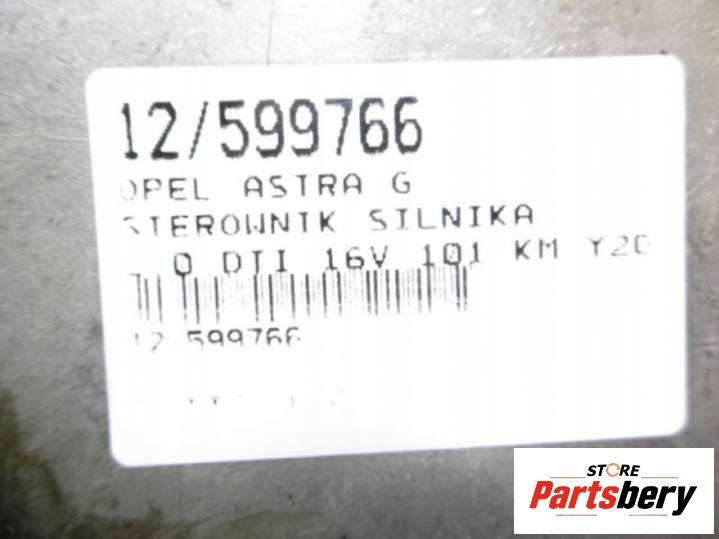 12/599766
OPEL ASTRA G
STEROWNIK SILNIKA
0 DTI 16V 101 KM Y20
12 599766
STORE
Partsbery